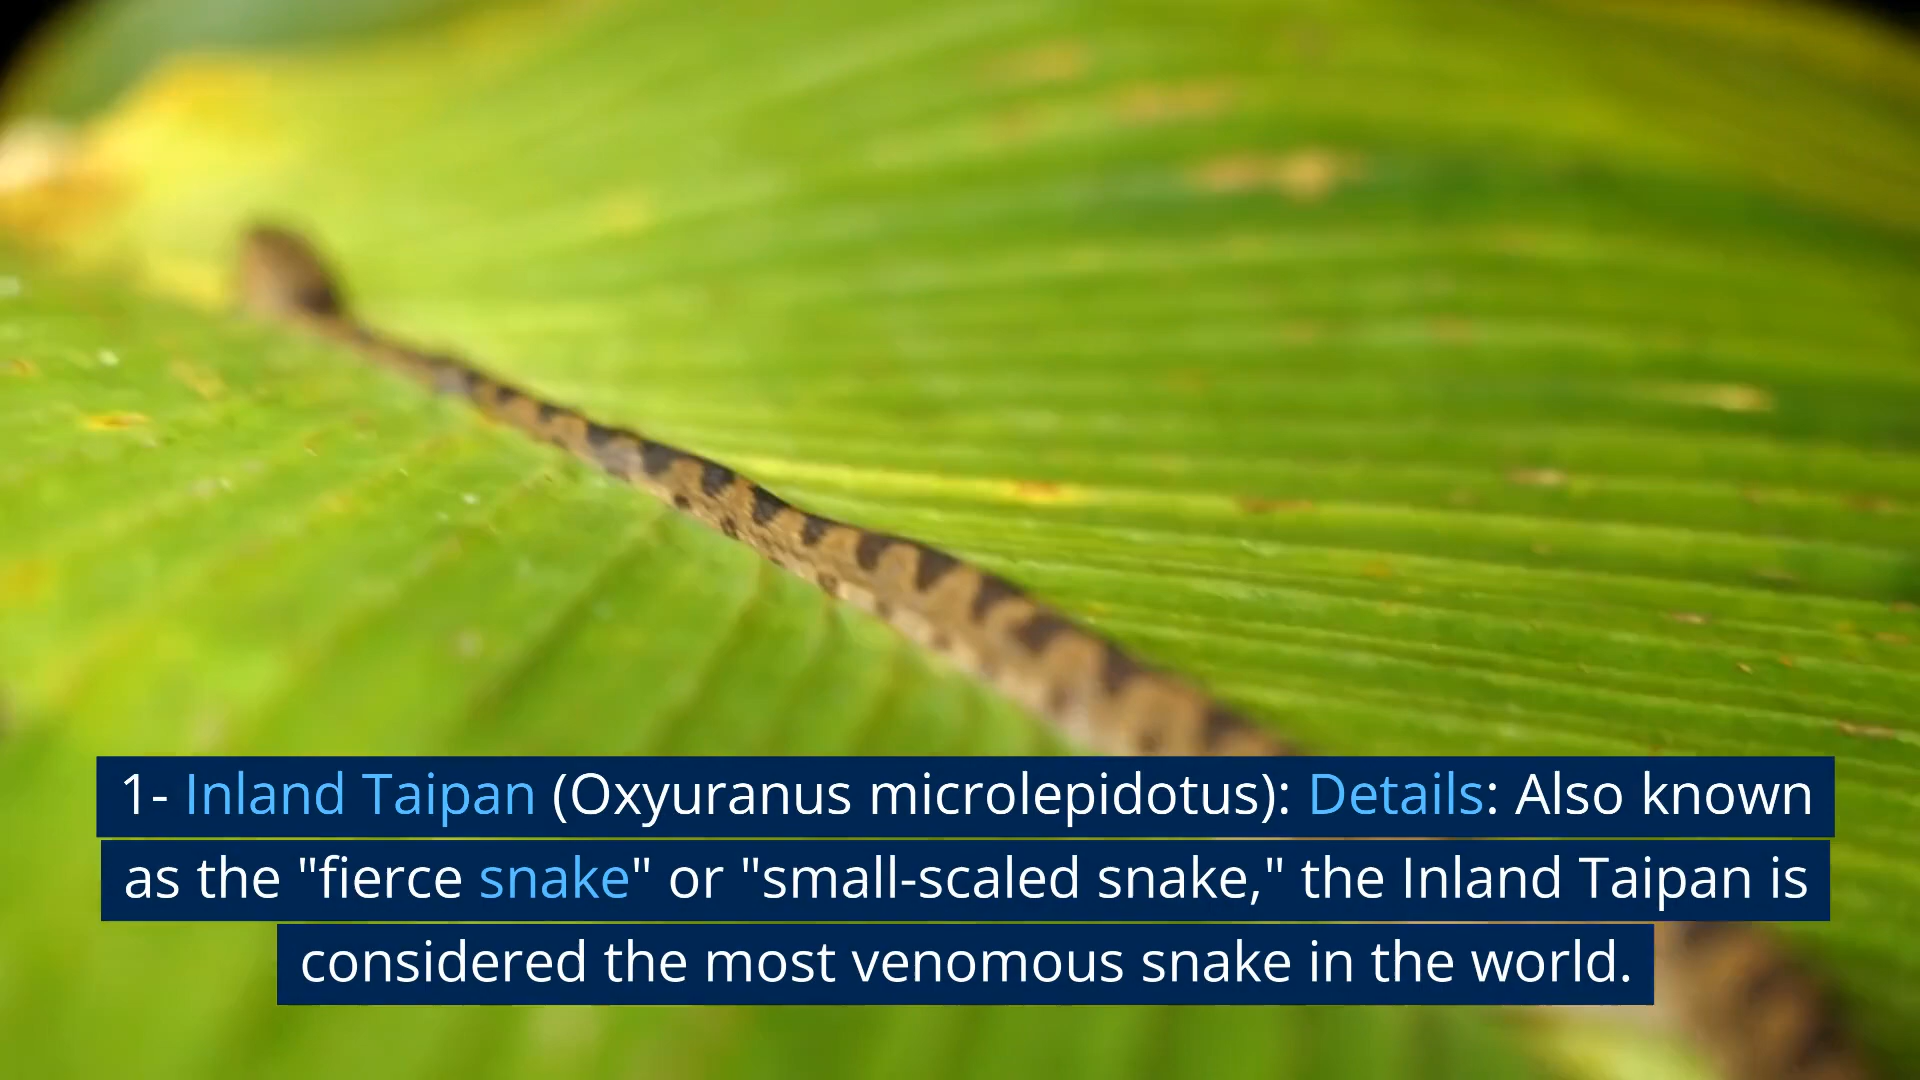 1- Inland Taipan (Oxyuranus microlepidotus): Details: Also known
as the "fierce snake" or "small-scaled snake," the Inland Taipan is
considered the most venomous snake in the world.